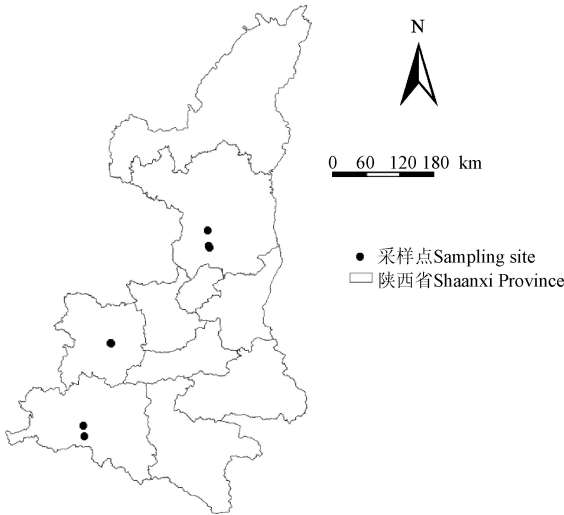 N
0 60 120 180 km
采样点Sampling site
陕西省Shaanxi Province